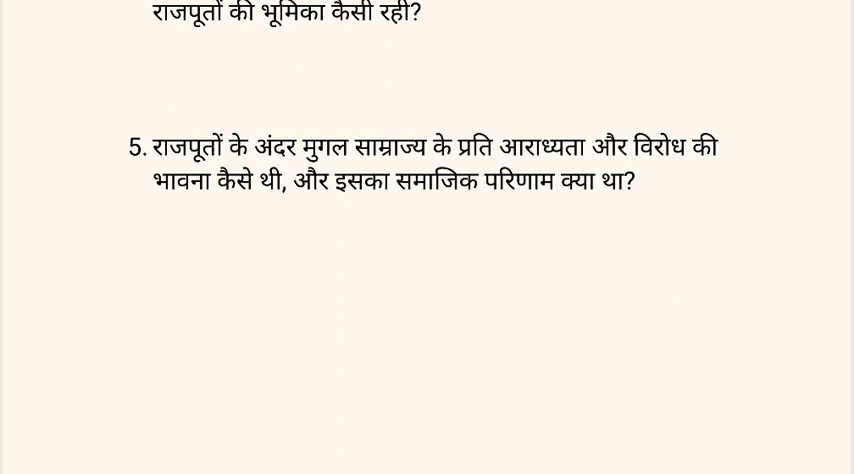 राजपूतों की भूमिका कैसी रही?
5. राजपूतों के अंदर मुगल साम्राज्य के प्रति आराध्यता और विरोध की
भावना कैसे थी, और इसका समाजिक परिणाम क्या था?